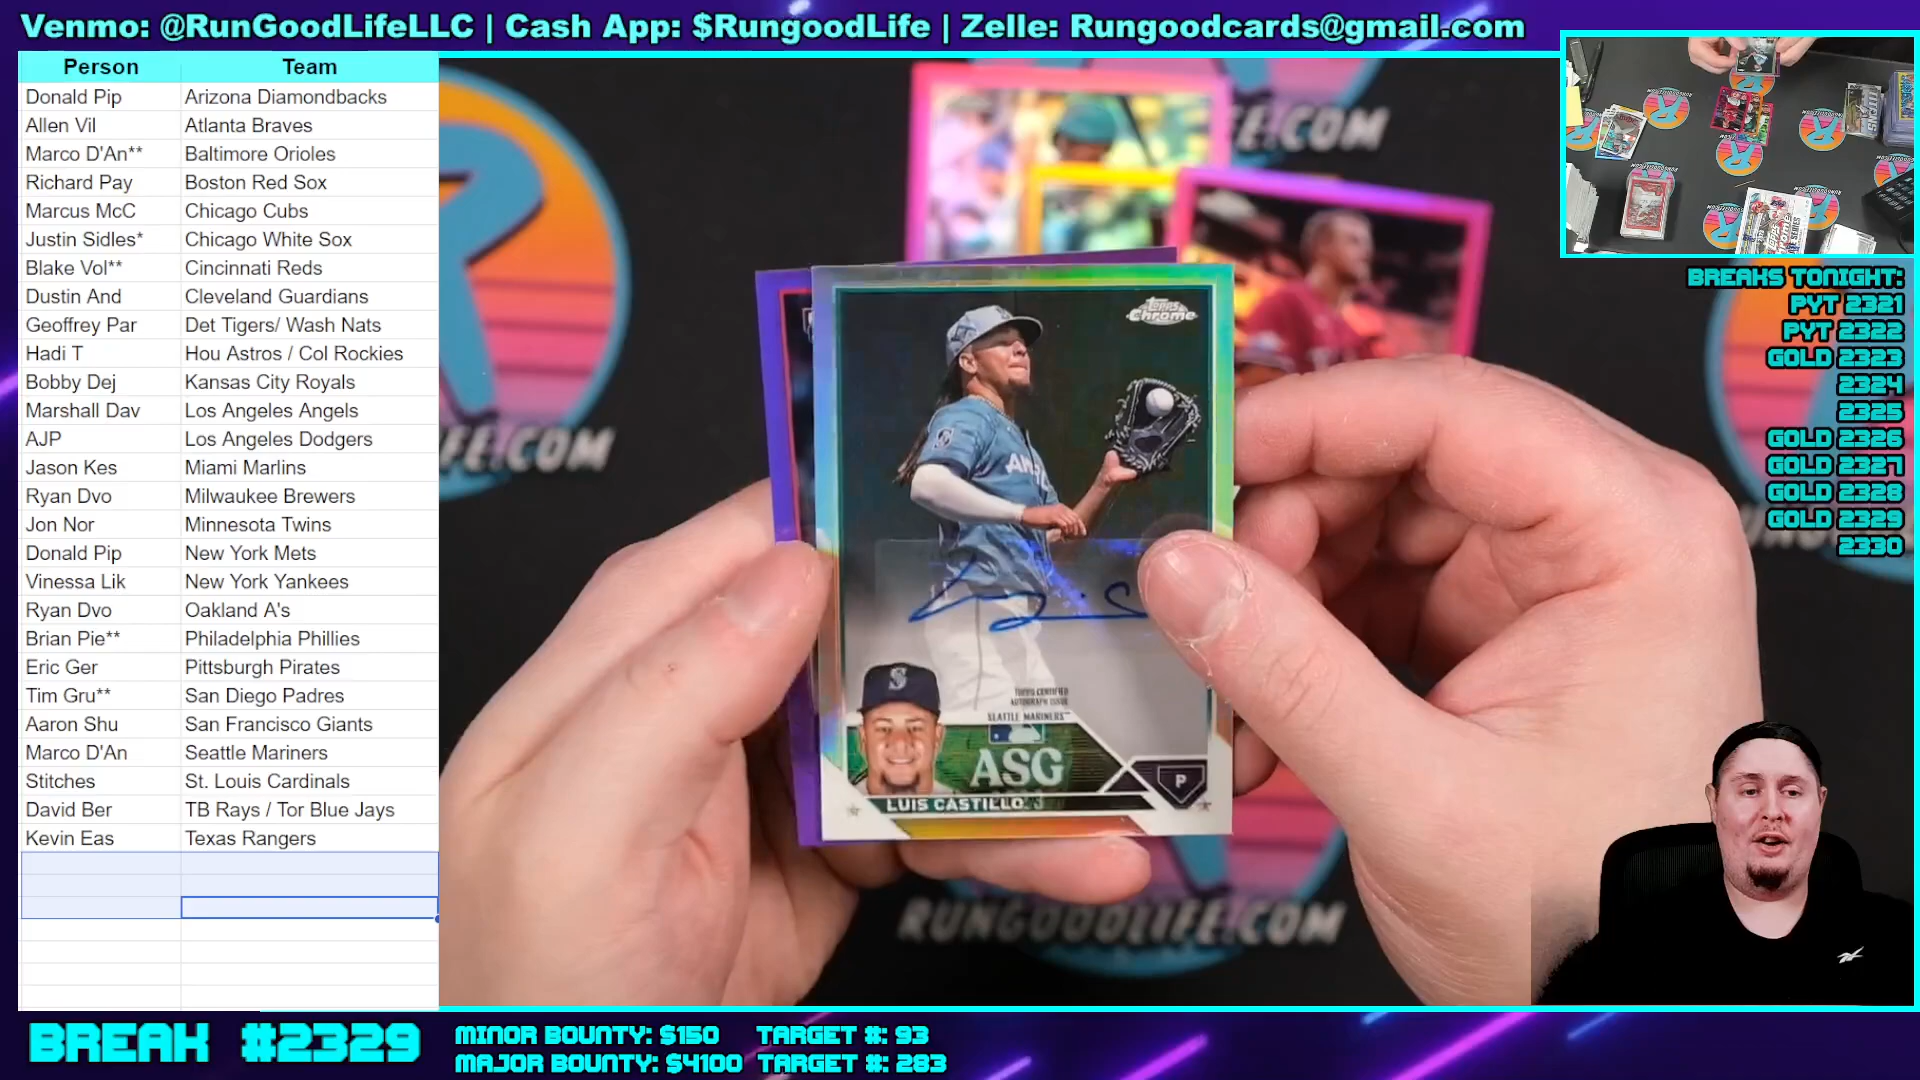 Venmo: @RunGoodLifeLLC | Cash App: $RungoodLife | Zelle: Rungoodcards@gmail.com
Person Team
Donald Pip Arizona Diamondbacks
Allen Vil Atlanta Braves
Marco D'An** Baltimore Orioles
Richard Pay Boston Red Sox
Marcus McC Chicago Cubs
Justin Sidles* Chicago White Sox
Blake Vol** Cincinnati Reds
Dustin And Cleveland Guardians
Geoffrey Par Det Tigers/ Wash Nats
Hadi T Hou Astros / Col Rockies
Bobby Dej Kansas City Royals
Marshall Dav Los Angeles Angels
AJP Los Angeles Dodgers
Jason Kes Miami Marlins
Ryan Dvo Milwaukee Brewers
Jon Nor Minnesota Twins
Donald Pip New York Mets
Vinessa Lik New York Yankees
Ryan Dvo Oakland A's
Brian Pie** Philadelphia Phillies
Eric Ger Pittsburgh Pirates
Tim Gru** San Diego Padres
Aaron Shu San Francisco Giants
Marco D'An Seattle Mariners
Stitches St. Louis Cardinals
David Ber TB Rays / Tor Blue Jays
Kevin Eas Texas Rangers
E.COM
FE.COM
Topps
Chrome
TOPPS CERTIFIED
AUTOGRAPH ISSUE
SEATTLE MARINERS™
ASG
P
LUIS CASTILLO
RUNGOODLIFE.COM
BREAKS TONIGHT:
PYT 2321
PYT 2322
GOLD 2323
2324
2325
GOLD 2326
GOLD 2327
GOLD 2328
GOLD 2329
2330
BREAK #2329
MINOR BOUNTY: $150 TARGET #: 93
MAJOR BOUNTY: $4100 TARGET #: 283